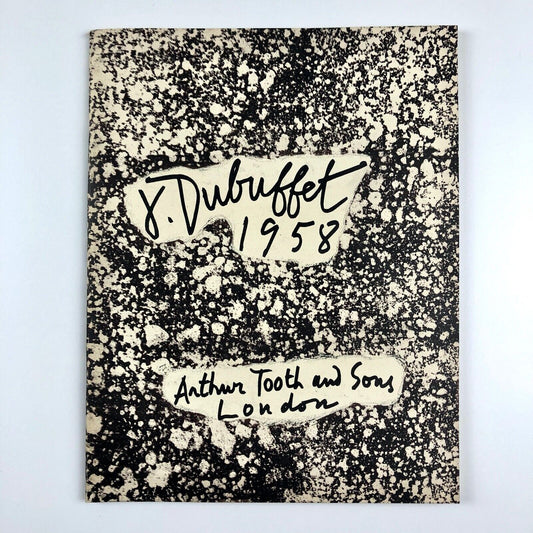 J. Dubuffet
1958
Arthur Tooth and Sons
London